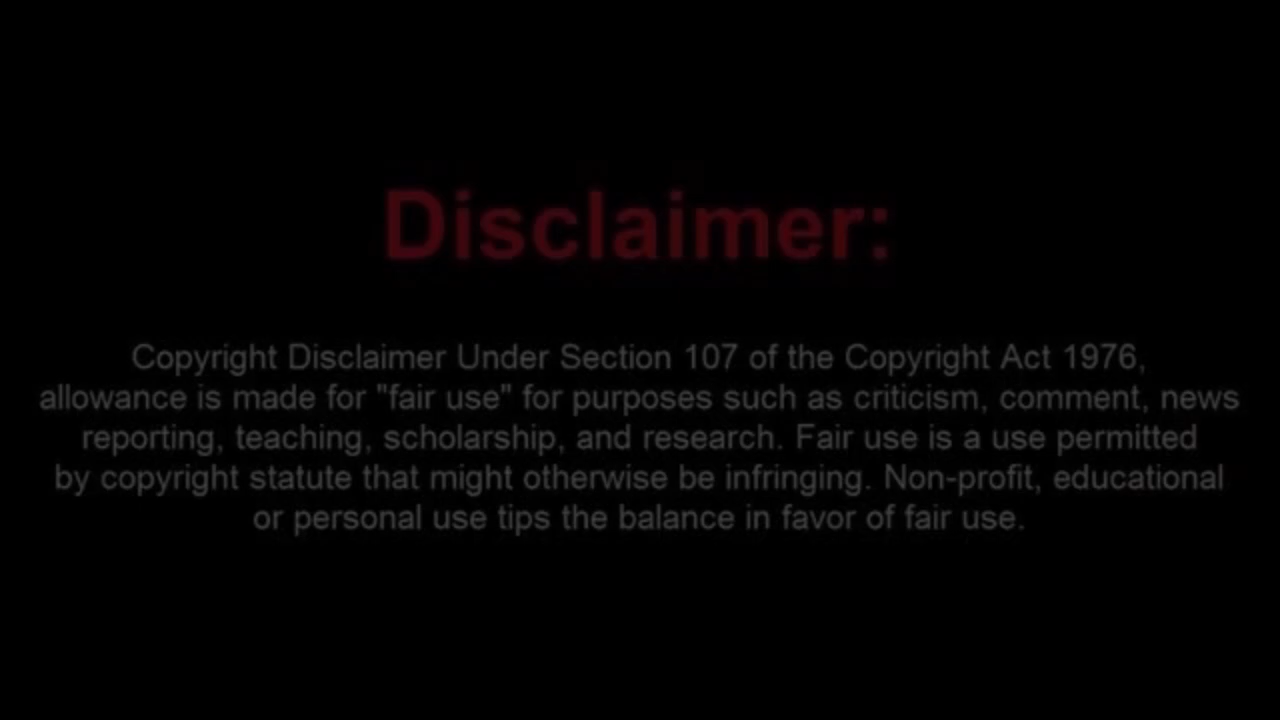 Disclaimer:
Copyright Disclaimer Under Section 107 of the Copyright Act 1976,
allowance is made for "fair use" for purposes such as criticism, comment, news
reporting, teaching, scholarship, and research. Fair use is a use permitted
by copyright statute that might otherwise be infringing. Non-profit, educational
or personal use tips the balance in favor of fair use.